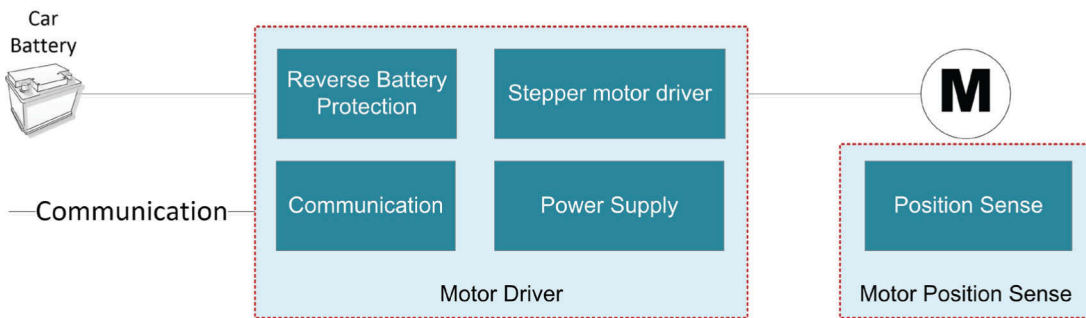 Car
Battery
Reverse Battery
Protection
Stepper motor driver
M
Communication
Communication
Power Supply
Position Sense
Motor Driver
Motor Position Sense